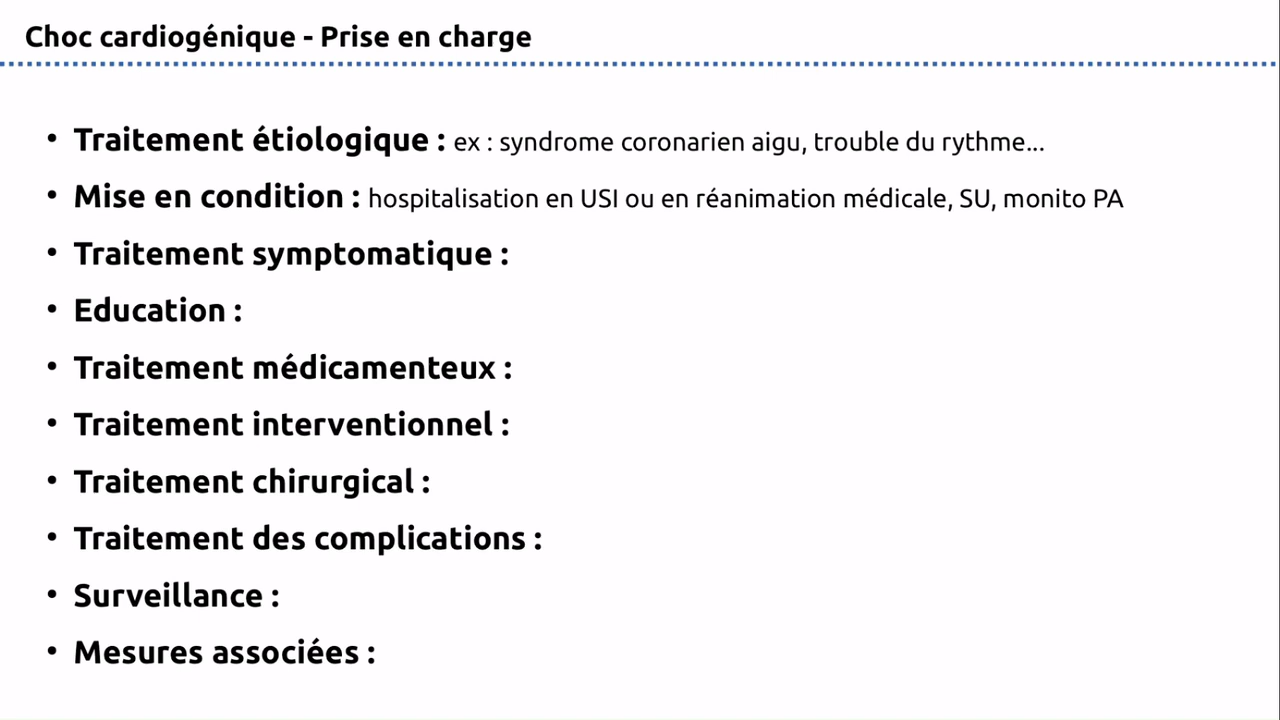 Choc cardiogénique - Prise en charge
• Traitement étiologique : ex : syndrome coronarien aigu, trouble du rythme...
• Mise en condition : hospitalisation en USI ou en réanimation médicale, SU, monito PA
• Traitement symptomatique :
• Education :
• Traitement médicamenteux :
• Traitement interventionnel :
• Traitement chirurgical :
• Traitement des complications :
• Surveillance :
• Mesures associées :